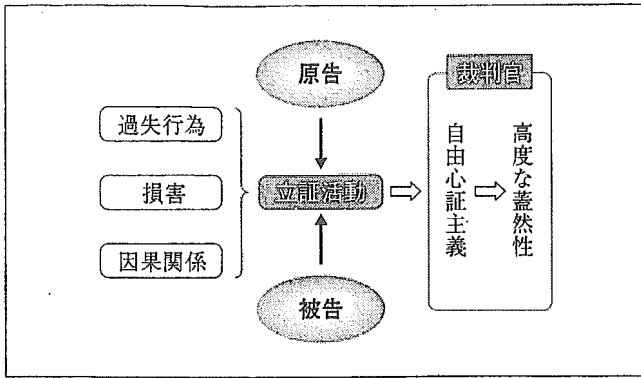 原告
裁判官
過失行為
損害
因果関係
立証活動
自由心証主義
高度な蓋然性
被告